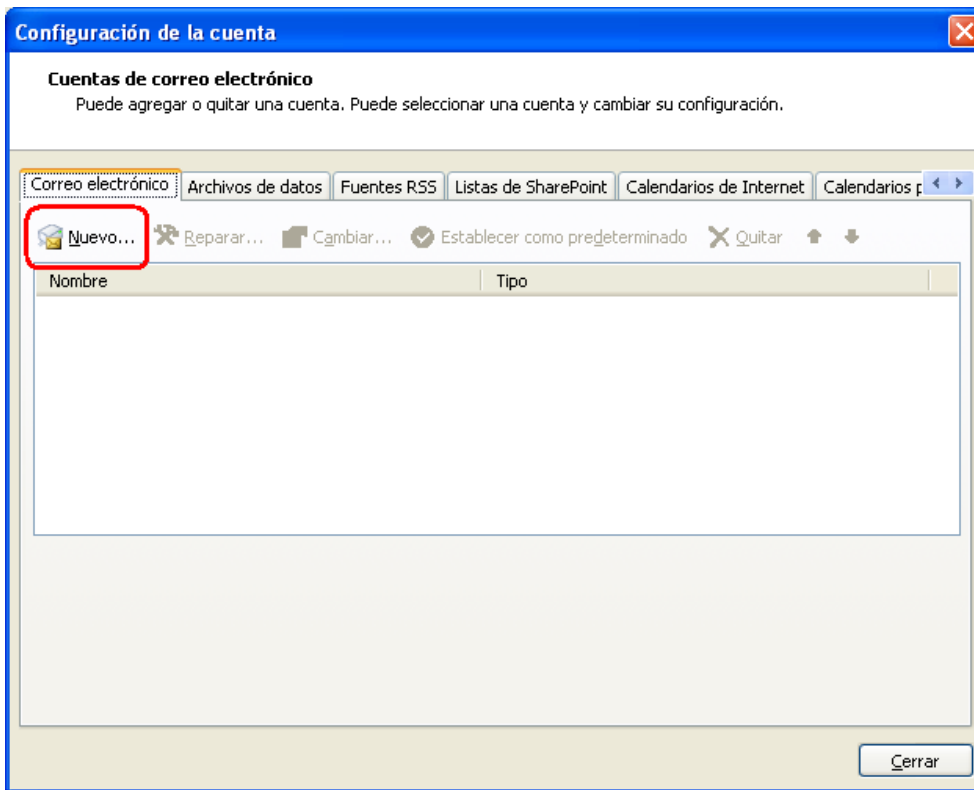 Configuración de la cuenta
Cuentas de correo electrónico
Puede agregar o quitar una cuenta. Puede seleccionar una cuenta y cambiar su configuración.
Correo electrónico Archivos de datos Fuentes RSS Listas de SharePoint Calendarios de Internet Calendarios
Nuevo... Reparar... Cambiar... Establecer como predeterminado Quitar
Nombre Tipo
Cerrar